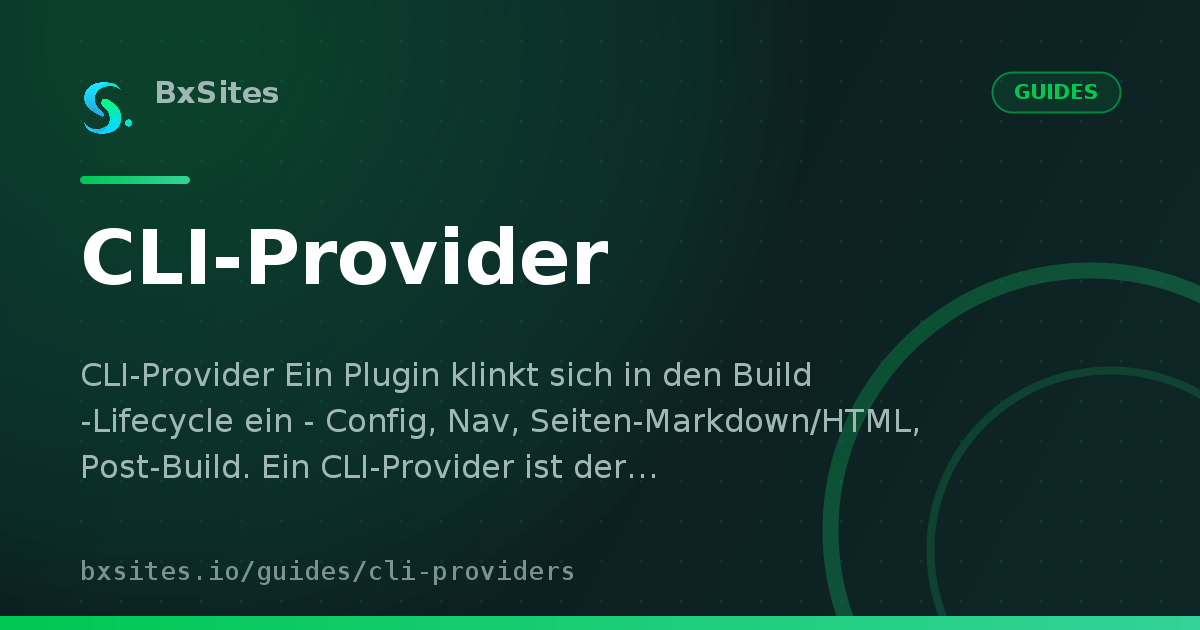 BxSites
GUIDES
CLI-Provider
CLI-Provider Ein Plugin klinkt sich in den Build
-Lifecycle ein - Config, Nav, Seiten-Markdown/HTML,
Post-Build. Ein CLI-Provider ist der…
bxsites.io/guides/cli-providers